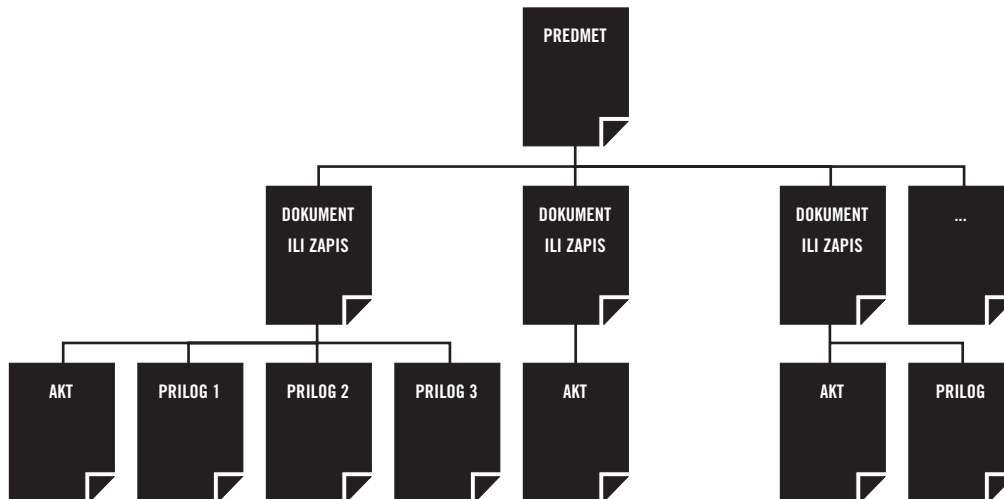 PREDMET
DOKUMENT
ILI ZAPIS
DOKUMENT
ILI ZAPIS
DOKUMENT
ILI ZAPIS
...
AKT
PRILOG 1
PRILOG 2
PRILOG 3
AKT
AKT
PRILOG